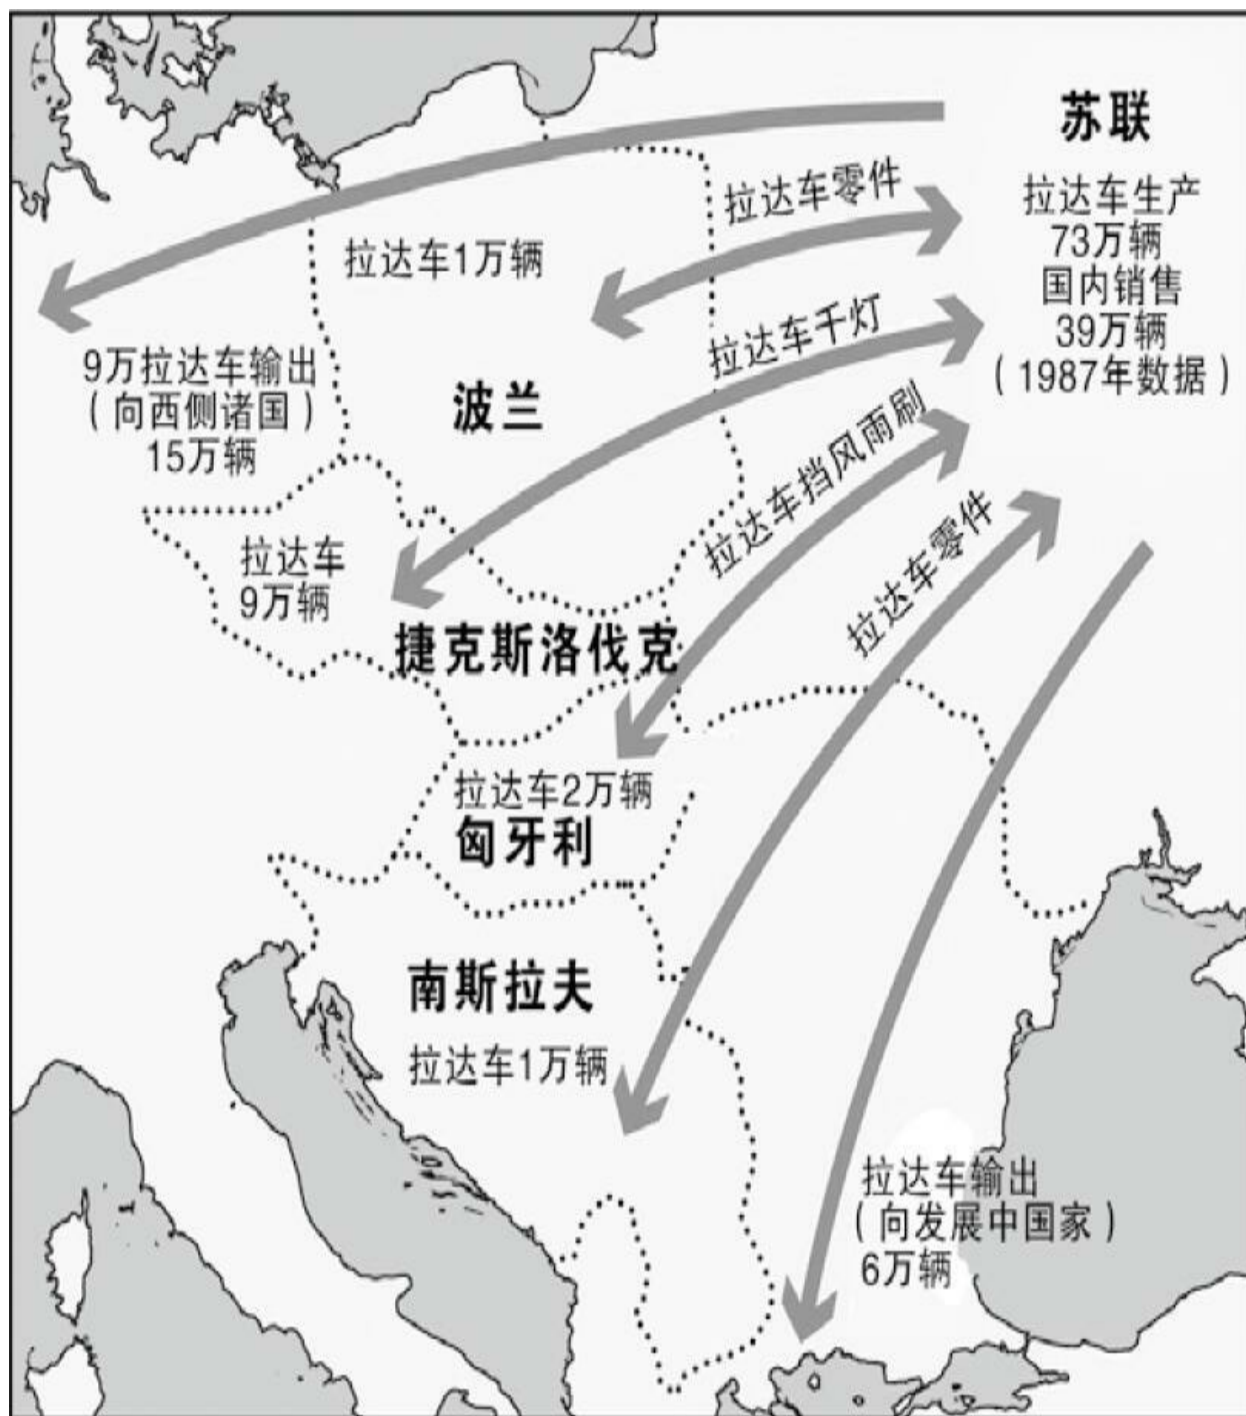 苏联
拉达车生产
73万辆
国内销售
39万辆
（1987年数据）
拉达车零件
拉达车1万辆
拉达车千灯
9万拉达车输出
（向西侧诸国）
15万辆
波兰
拉达车挡风雨刷
拉达车零件
拉达车
9万辆
捷克斯洛伐克
拉达车2万辆
匈牙利
南斯拉夫
拉达车1万辆
拉达车输出
（向发展中国家）
6万辆